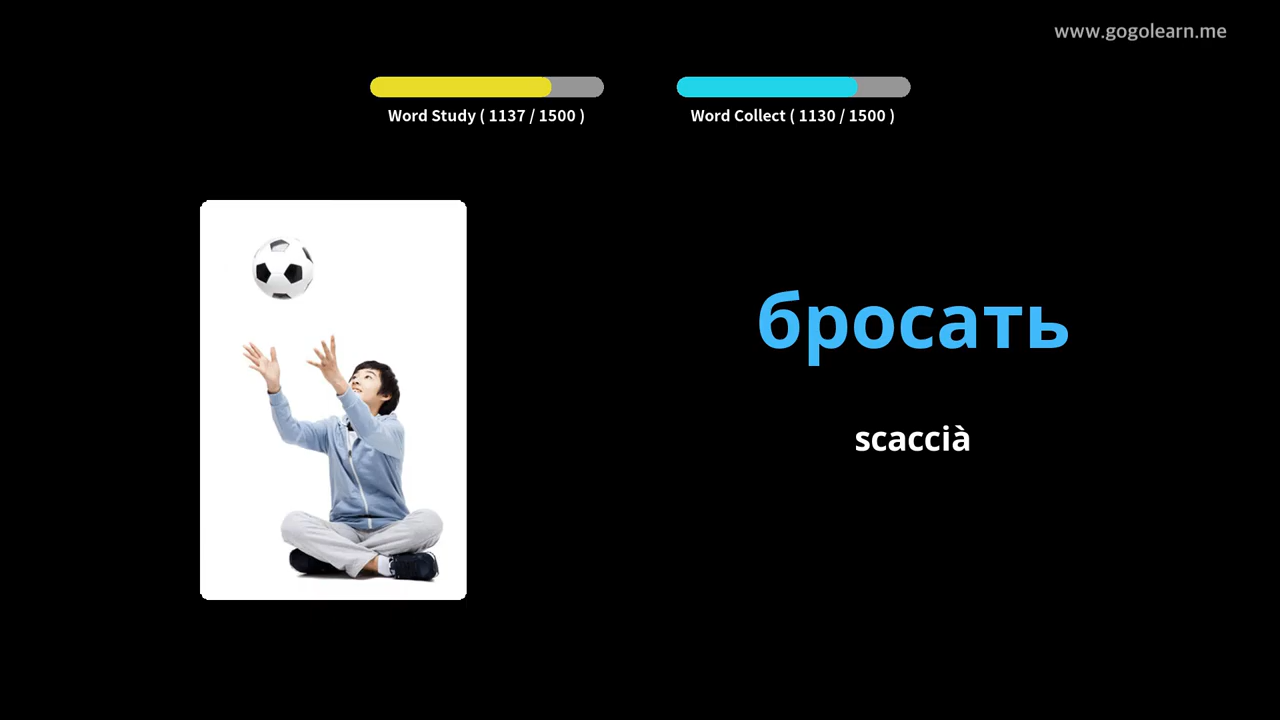 www.gogolearn.me
Word Study ( 1137 / 1500 )
Word Collect ( 1130 / 1500 )
бросать
scaccià